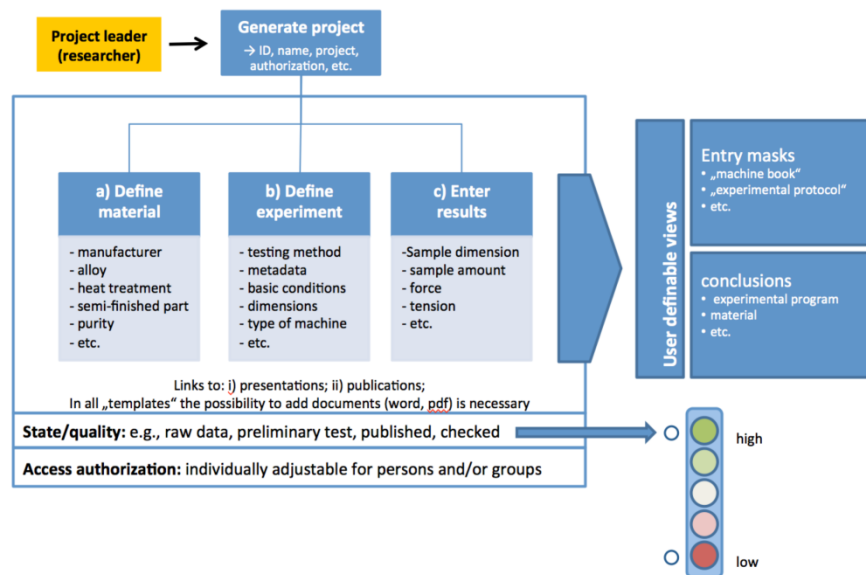 Project leader
(researcher)
Generate project
→ ID, name, project,
authorization, etc.
a) Define
material
- manufacturer
- alloy
- heat treatment
- semi-finished part
- purity
- etc.
b) Define
experiment
- testing method
- metadata
- basic conditions
- dimensions
- type of machine
- etc.
c) Enter
results
-Sample dimension
- sample amount
- force
- tension
- etc.
Links to: i) presentations; ii) publications;
In all „templates“ the possibility to add documents (word, pdf) is necessary
State/quality: e.g., raw data, preliminary test, published, checked
Access authorization: individually adjustable for persons and/or groups
User definable views
Entry masks
• „machine book“
• „experimental protocol“
• etc.
conclusions
• experimental program
• material
• etc.
high
low